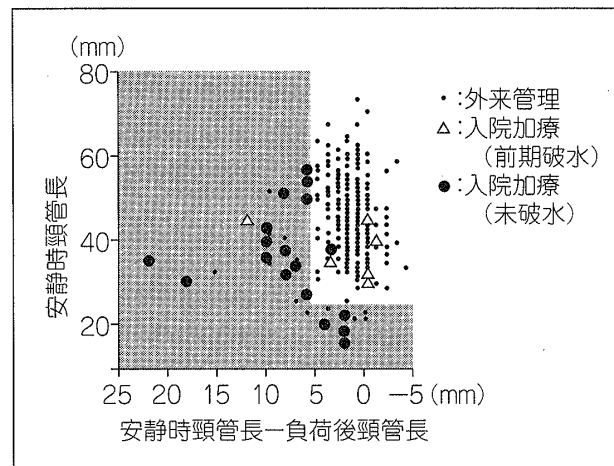 (mm)
80
60
40
20
安静時頸管長
25 20 15 10 5 0 −5 (mm)
安静時頸管長−負荷後頸管長
・:外来管理
△:入院加療
(前期破水)
●:入院加療
(未破水)